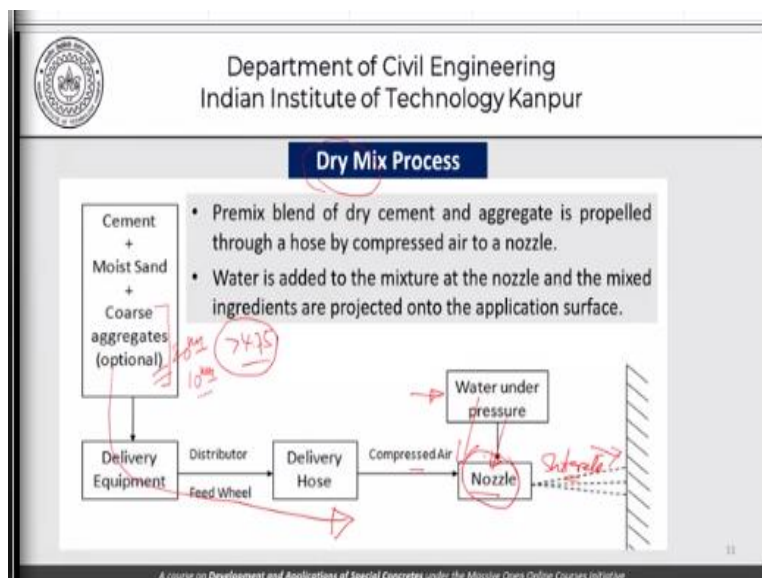 Department of Civil Engineering
Indian Institute of Technology Kanpur
Dry Mix Process
Cement
+
Moist Sand
+
Coarse
aggregates
(optional)
• Premix blend of dry cement and aggregate is propelled
through a hose by compressed air to a nozzle.
• Water is added to the mixture at the nozzle and the mixed
ingredients are projected onto the application surface.
>4.75
10mm
Water under
pressure
Delivery
Equipment
Distributor
Feed Wheel
Delivery
Hose
Compressed Air
Nozzle
Shotcrete
11
A course on Development and Applications of Special Concretes under the Massive Open Online Courses Initiative